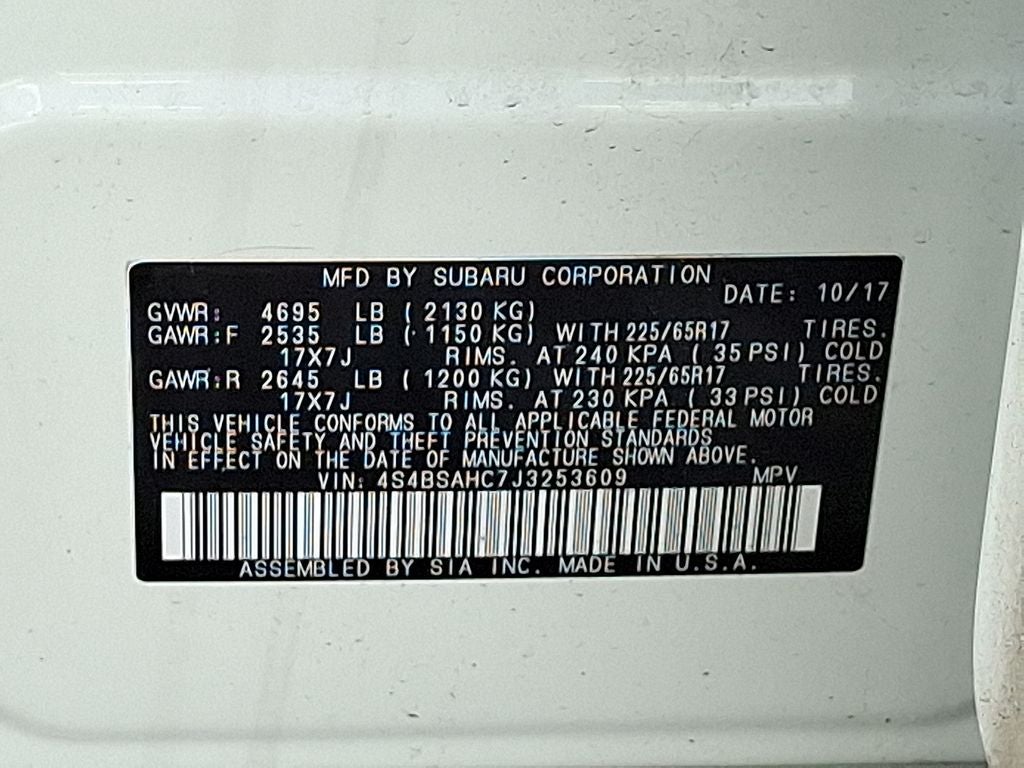 MFD BY SUBARU CORPORATION
DATE: 10/17
GVWR: 4695 LB ( 2130 KG)
GAWR:F 2535 LB ( 1150 KG) WITH 225/65R17 TIRES.
17X7J RIMS. AT 240 KPA ( 35 PSI) COLD
GAWR:R 2645 LB ( 1200 KG) WITH 225/65R17 TIRES.
17X7J RIMS. AT 230 KPA ( 33 PSI) COLD
THIS VEHICLE CONFORMS TO ALL APPLICABLE FEDERAL MOTOR
VEHICLE SAFETY AND THEFT PREVENTION STANDARDS
IN EFFECT ON THE DATE OF MANUFACTURE SHOWN ABOVE.
VIN: 4S4BSAHC7J3253609 MPV
ASSEMBLED BY SIA INC. MADE IN U.S.A.